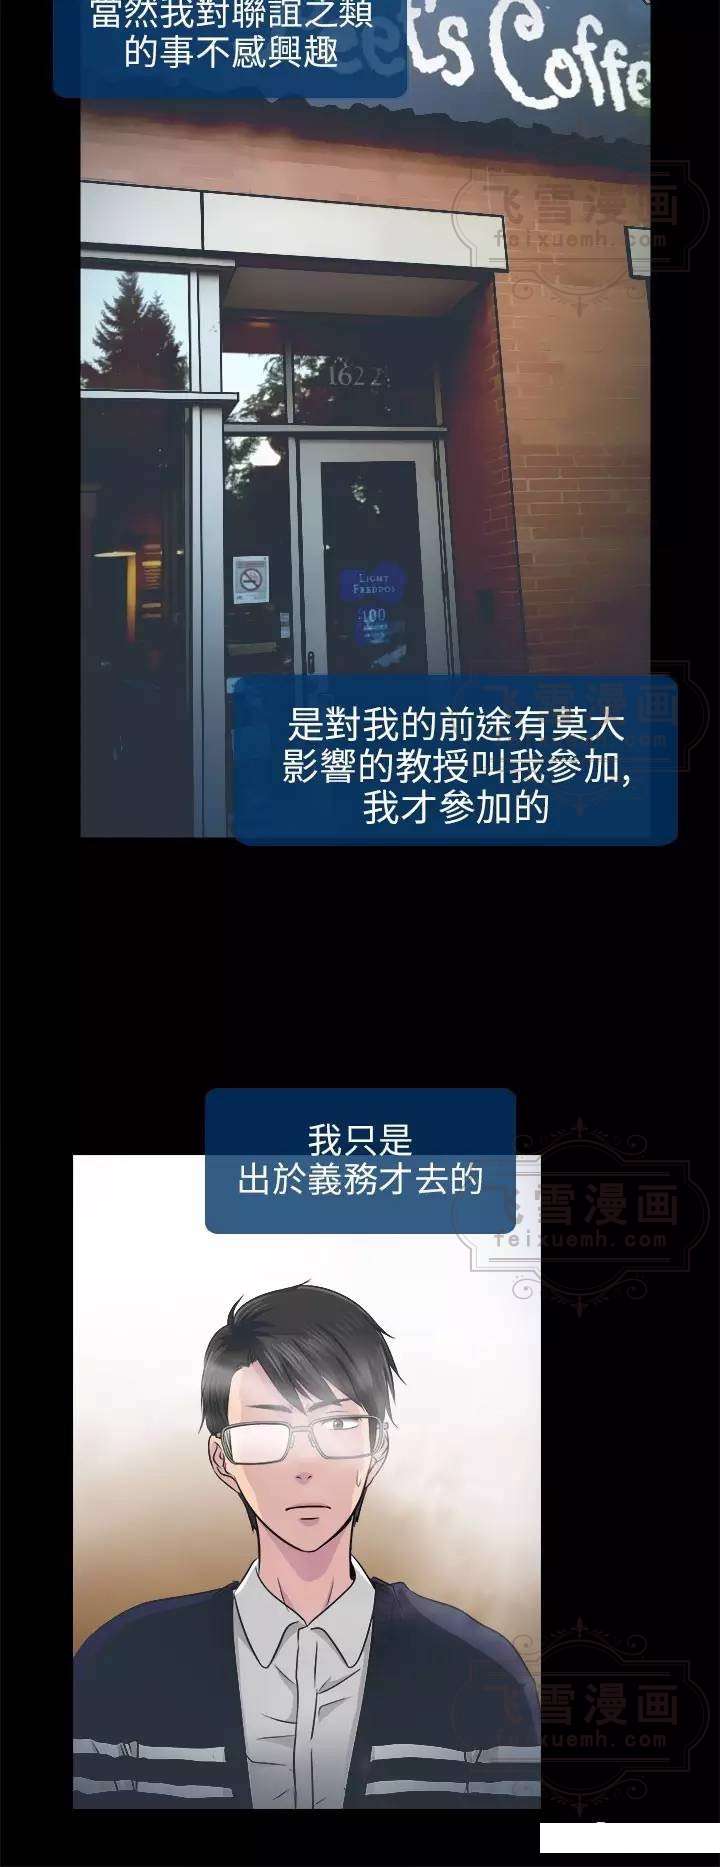 當然我對聯誼之類
的事不感興趣
eet's Coffe
飞雪漫画
feixuemh.com
1622
LIGHT
100
是對我的前途有莫大
影響的教授叫我參加,
我才參加的
飞雪漫画
feixuemh.com
我只是
出於義務才去的
飞雪漫画
feixuemh.com
飞雪漫画
feixuemh.com